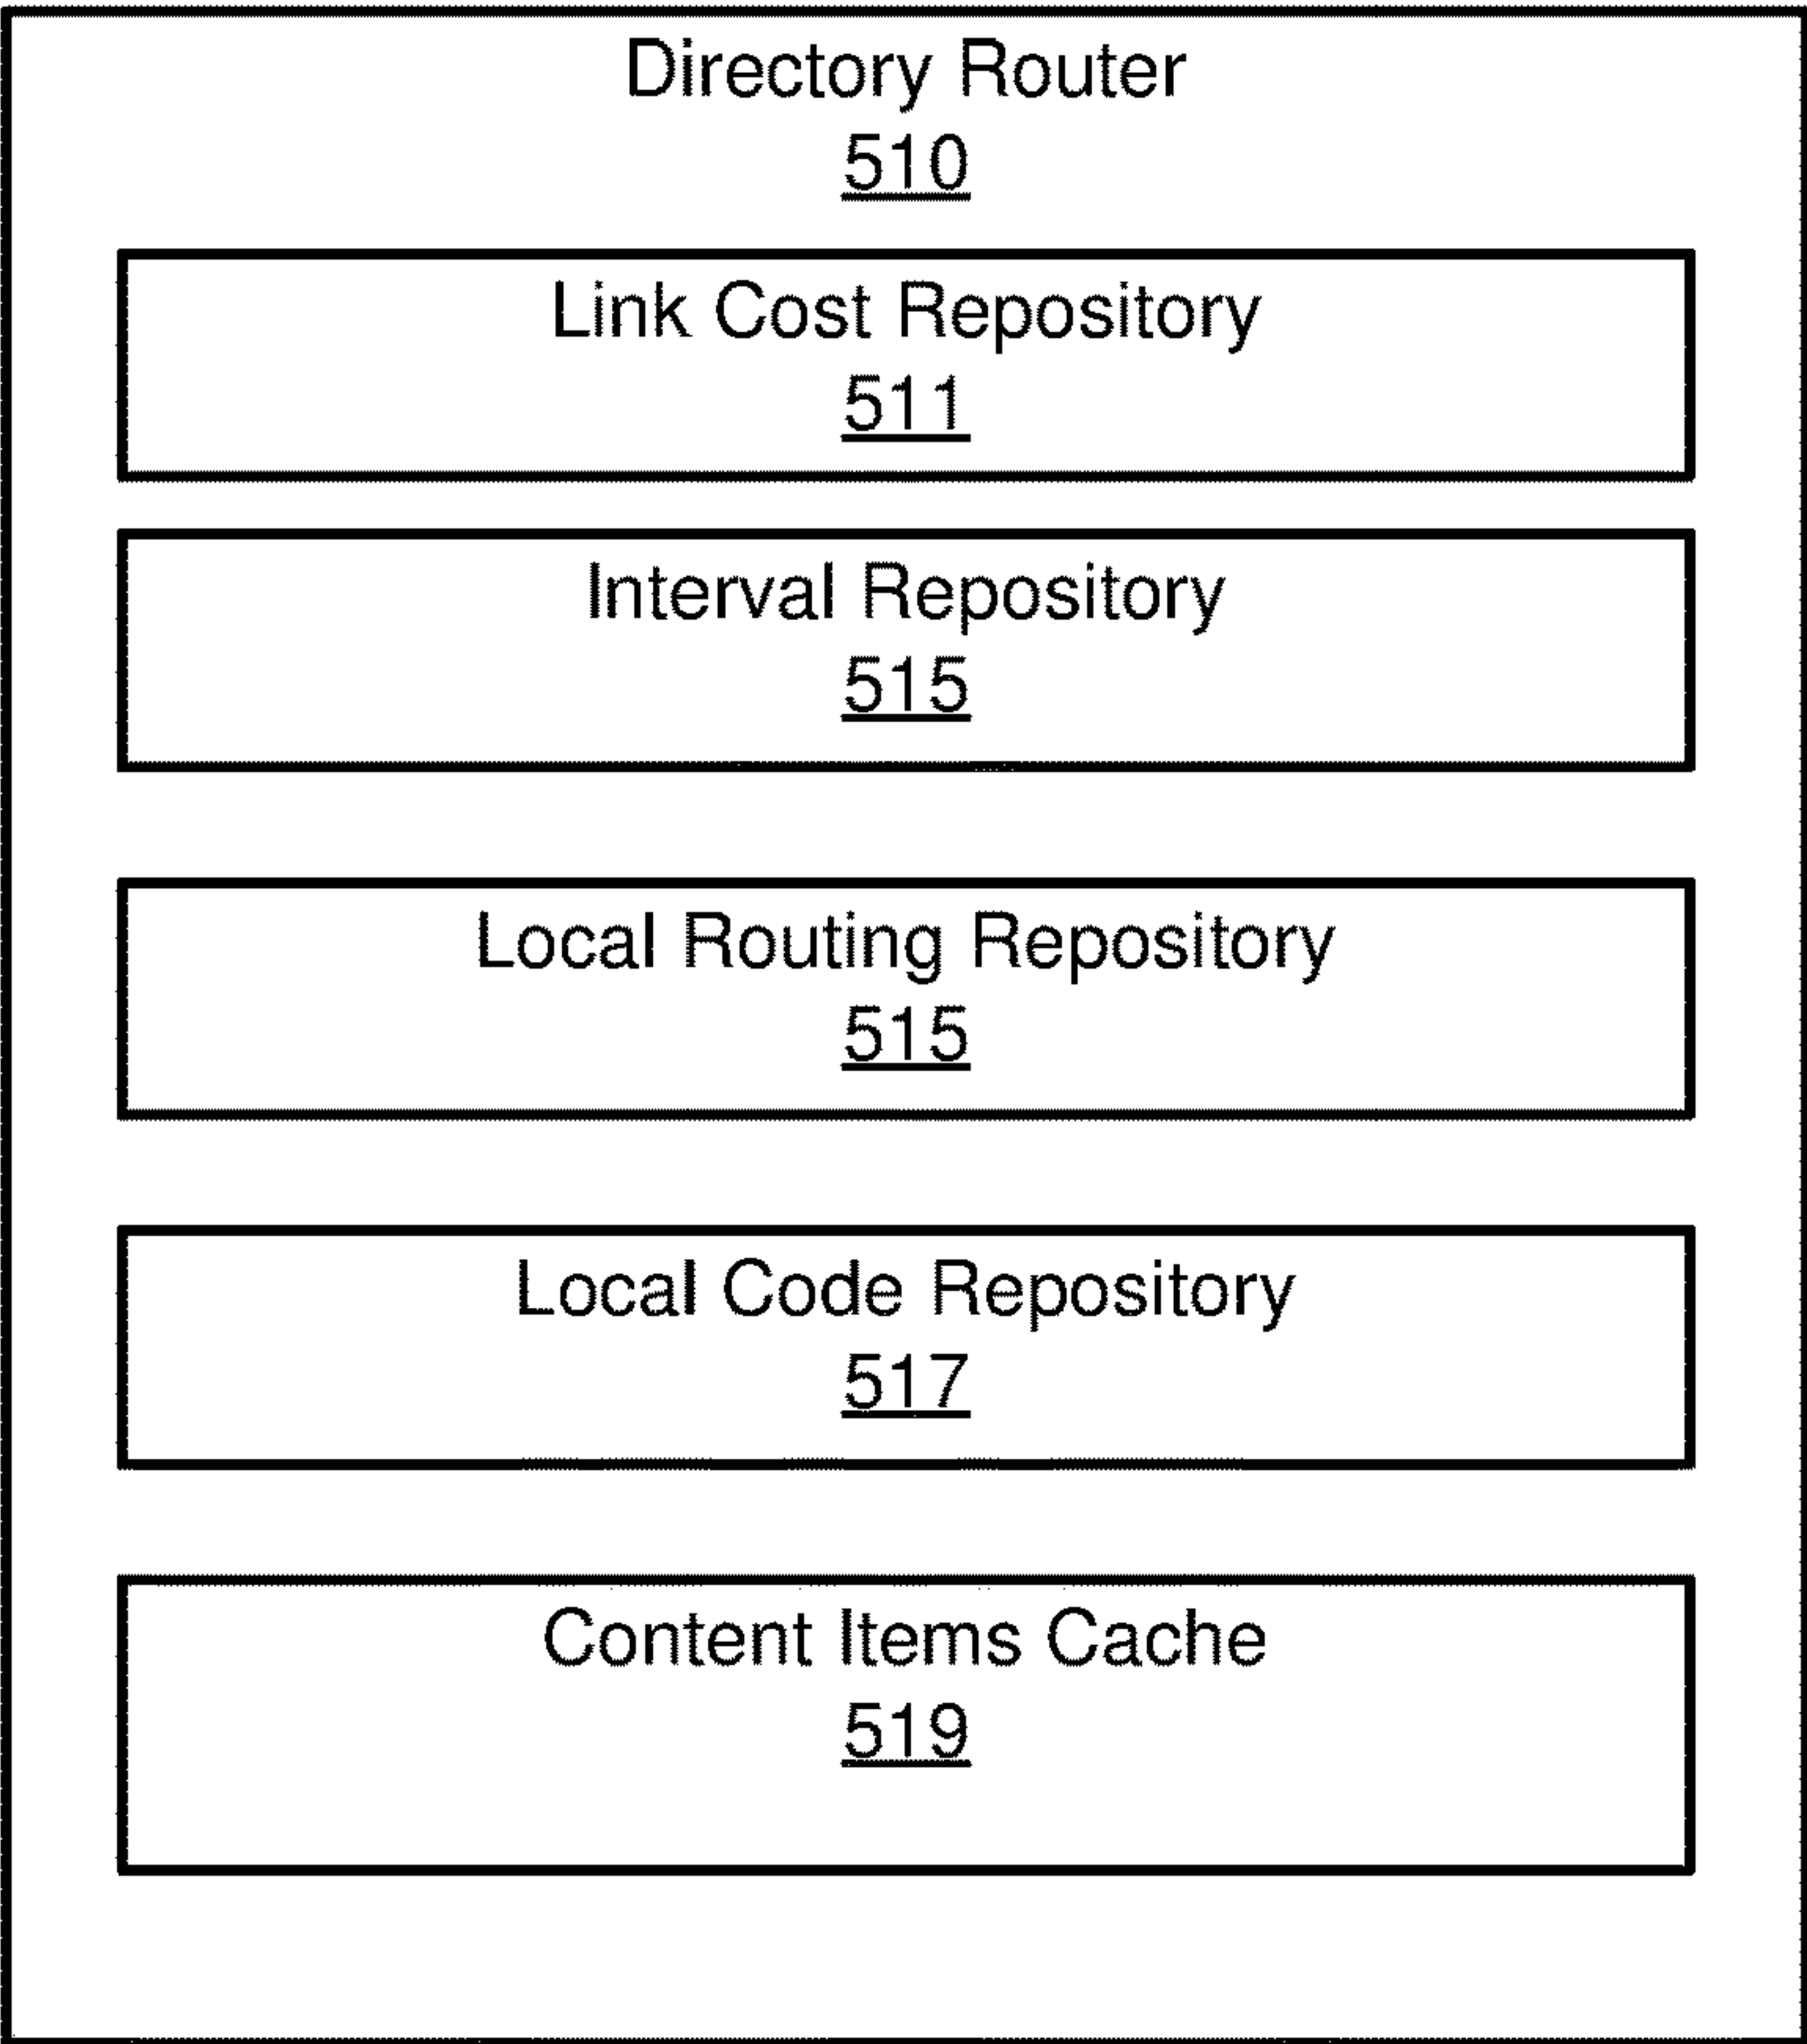 Directory Router
510
Link Cost Repository
511
Interval Repository
515
Local Routing Repository
515
Local Code Repository
517
Content Items Cache
519